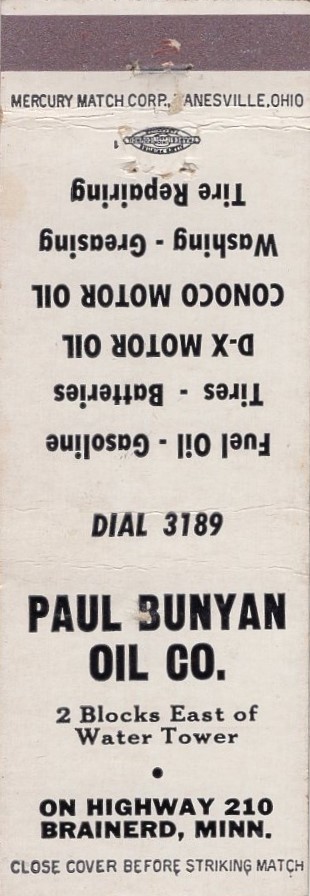 MERCURY MATCH CORP., ZANESVILLE, OHIO
Fuel Oil - Gasoline
Tires - Batteries
D-X MOTOR OIL
CONOCO MOTOR OIL
Washing - Greasing
Tire Repairing
DIAL 3189
PAUL BUNYAN
OIL CO.
2 Blocks East of
Water Tower
•
ON HIGHWAY 210
BRAINERD, MINN.
CLOSE COVER BEFORE STRIKING MATCH